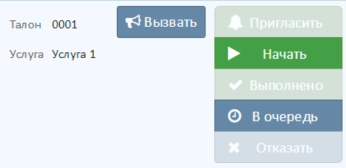 Талон 0001 Вызвать Пригласить
Начать
Услуга Услуга 1
Выполнено
В очередь
Отказать